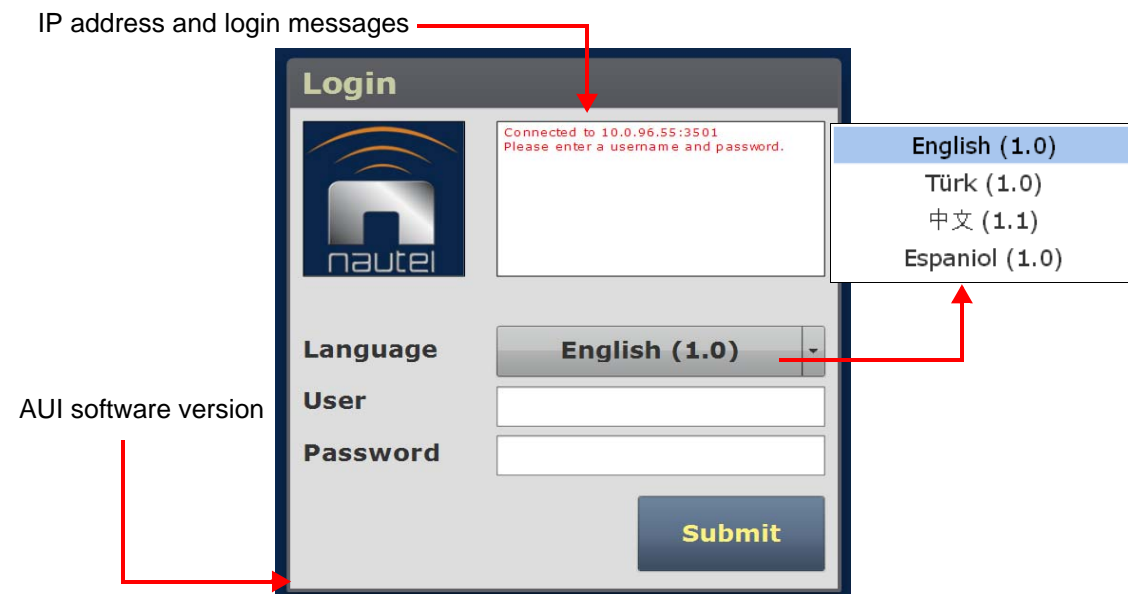 IP address and login messages
Login
Connected to 10.0.96.55:3501
Please enter a username and password.
nautel
English (1.0)
Türk (1.0)
中文 (1.1)
Espaniol (1.0)
Language
English (1.0)
User
AUI software version
Password
Submit